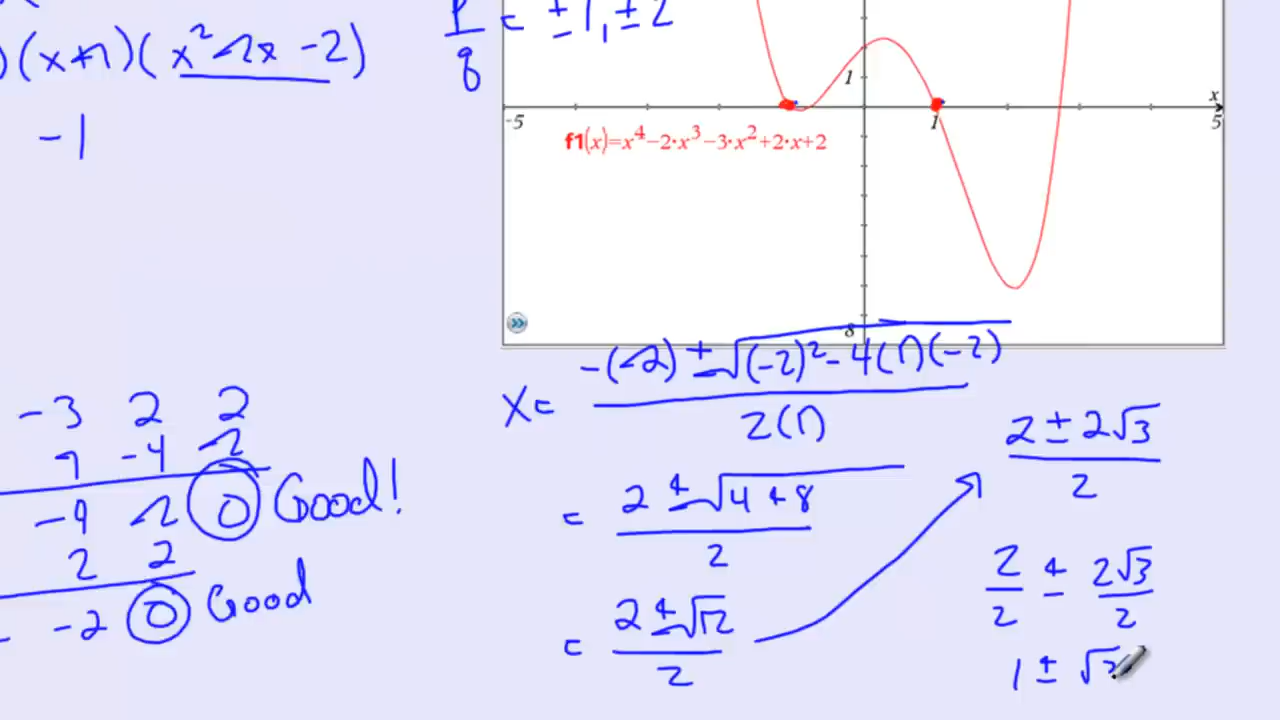 )(x+1)(x² -2x -2)
p/q = ±1, ±2
-1
1
-5
1
x
5
f1(x)=x⁴−2·x³−3·x²+2·x+2
8
x = (-(-2) ± √((-2)² - 4(1)(-2))) / 2(1)
-3 2 2
-4 -2
0 Good!
2 2
-2 0 Good
= (2 ± √(4 + 8)) / 2
= (2 ± √12) / 2
(2 ± 2√3) / 2
2/2 ± 2√3/2
1 ± √3